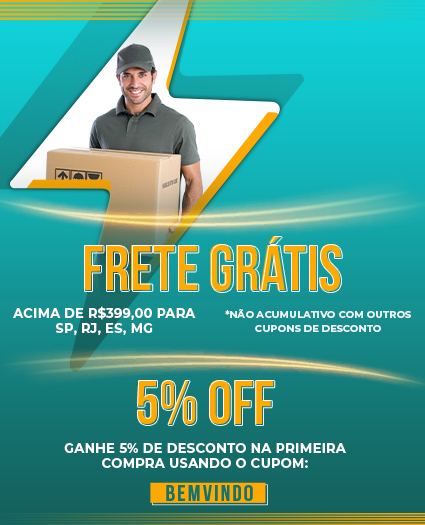 FRETE GRÁTIS
ACIMA DE R$399,00 PARA
SP, RJ, ES, MG
*NÃO ACUMULATIVO COM OUTROS
CUPONS DE DESCONTO
5% OFF
GANHE 5% DE DESCONTO NA PRIMEIRA
COMPRA USANDO O CUPOM:
BEMVINDO